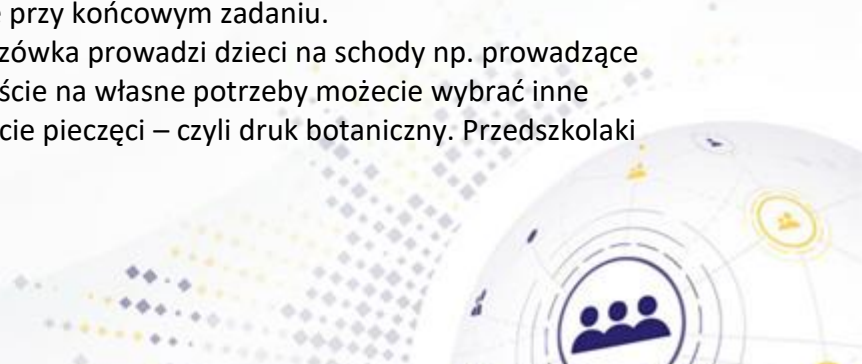 przy końcowym zadaniu.
zówka prowadzi dzieci na schody np. prowadzące
ście na własne potrzeby możecie wybrać inne
cie pieczęci – czyli druk botaniczny. Przedszkolaki